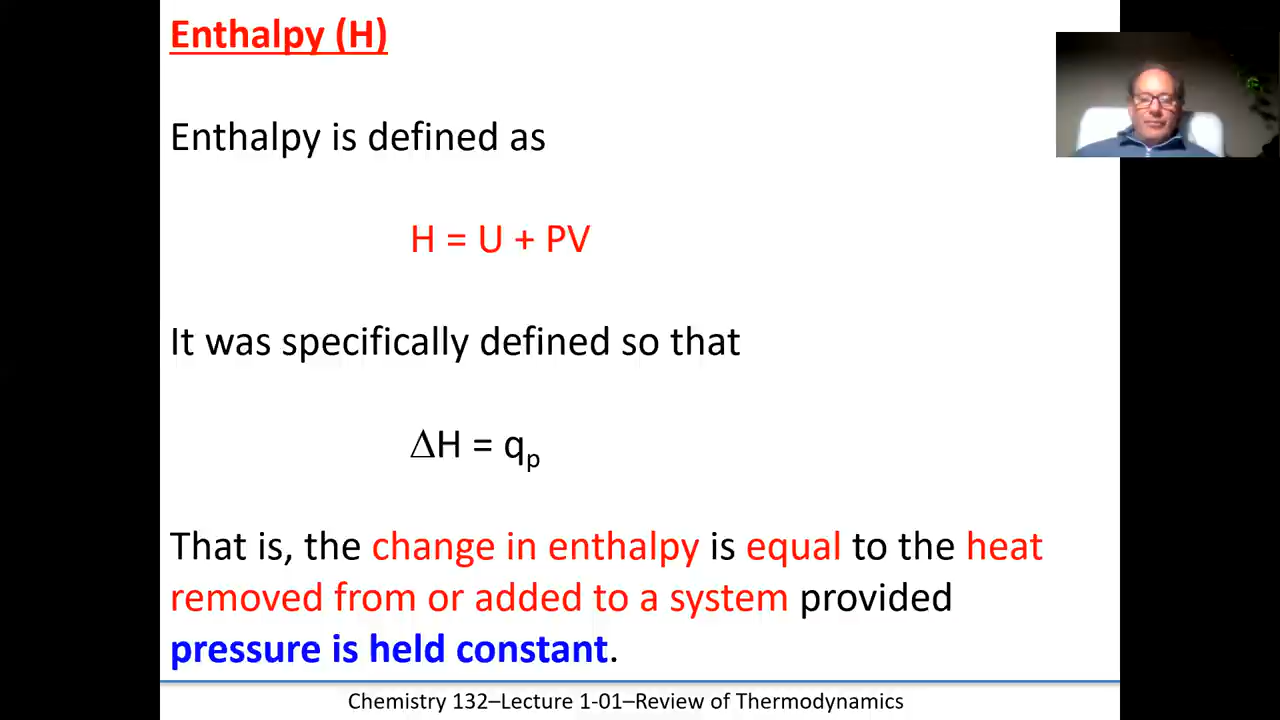 Enthalpy (H)
Enthalpy is defined as
H = U + PV
It was specifically defined so that
ΔH = qₚ
That is, the change in enthalpy is equal to the heat
removed from or added to a system provided
pressure is held constant.
Chemistry 132–Lecture 1-01–Review of Thermodynamics